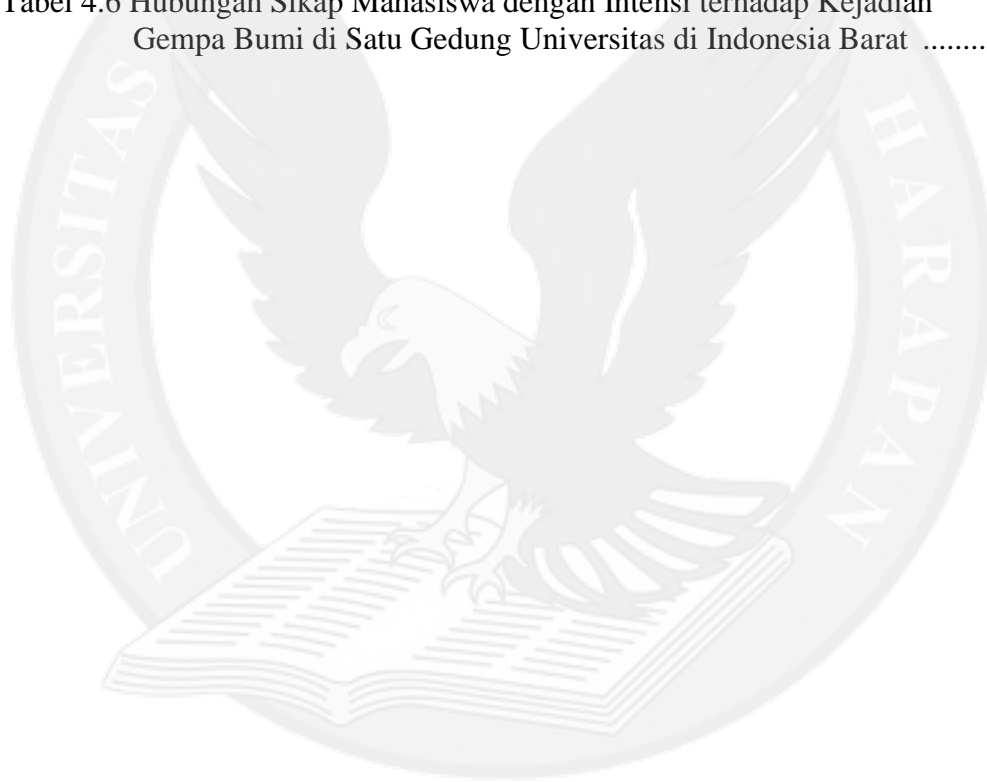 Tabel 4.6 Hubungan Sikap Mahasiswa dengan Intensi terhadap Kejadian
Gempa Bumi di Satu Gedung Universitas di Indonesia Barat ........
UNIVERSITAS
HARAPAN